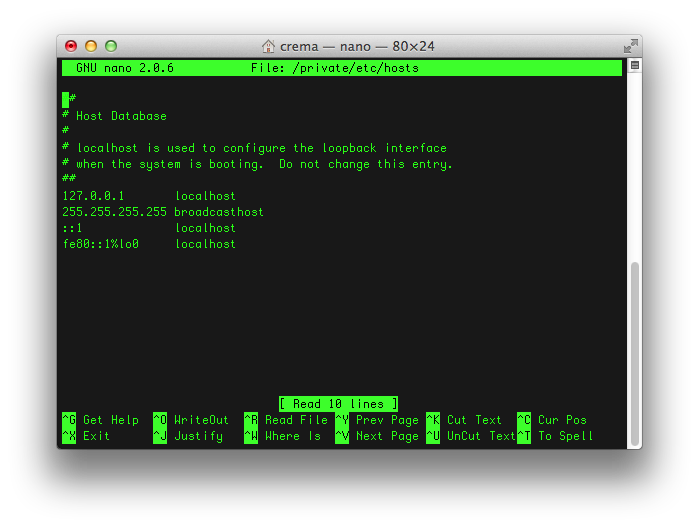 crema — nano — 80×24
GNU nano 2.0.6 File: /private/etc/hosts
##
# Host Database
#
# localhost is used to configure the loopback interface
# when the system is booting. Do not change this entry.
##
127.0.0.1 localhost
255.255.255.255 broadcasthost
::1 localhost
fe80::1%lo0 localhost
[ Read 10 lines ]
^G Get Help ^O WriteOut ^R Read File ^Y Prev Page ^K Cut Text ^C Cur Pos
^X Exit ^J Justify ^W Where Is ^V Next Page ^U UnCut Text ^T To Spell